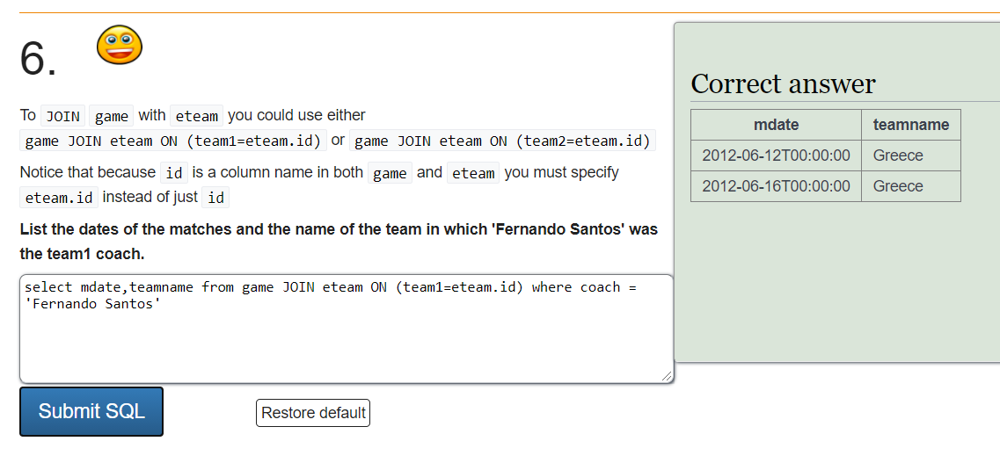 6.
To JOIN game with eteam you could use either
game JOIN eteam ON (team1=eteam.id) or game JOIN eteam ON (team2=eteam.id)
Notice that because id is a column name in both game and eteam you must specify
eteam.id instead of just id
List the dates of the matches and the name of the team in which 'Fernando Santos' was
the team1 coach.
select mdate,teamname from game JOIN eteam ON (team1=eteam.id) where coach =
'Fernando Santos'
Submit SQL
Restore default
Correct answer
mdate teamname
2012-06-12T00:00:00 Greece
2012-06-16T00:00:00 Greece